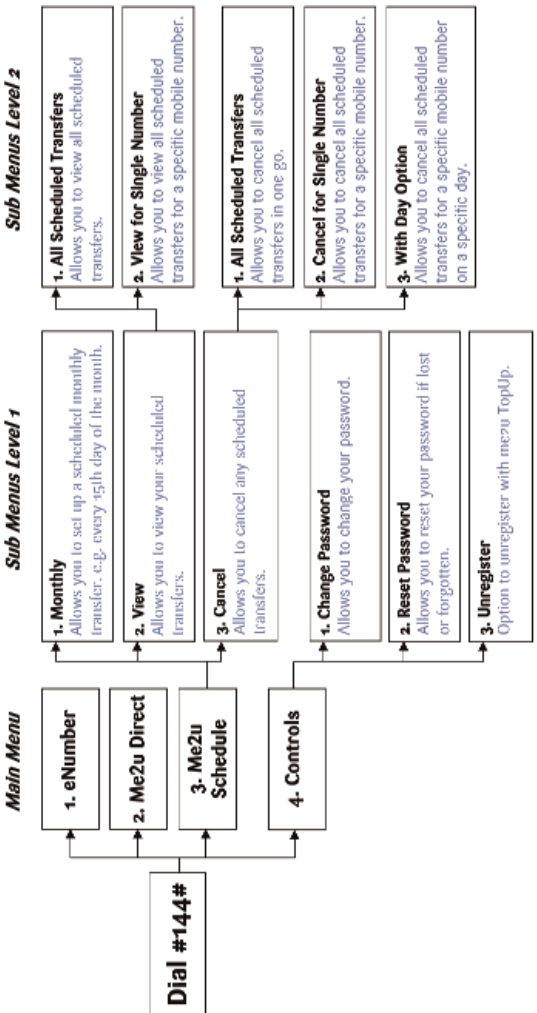 Main Menu
Sub Menus Level 1
Sub Menus Level 2
Dial #144#
1. eNumber
2. Me2u Direct
3. Me2u
Schedule
4. Controls
1. Monthly
Allows you to set up a scheduled monthly
transfer. e.g. every 15th day of the month.
2. View
Allows you to view your scheduled
transfers.
3. Cancel
Allows you to cancel any scheduled
transfers.
1. Change Password
Allows you to change your password.
2. Reset Password
Allows you to reset your password if lost
or forgotten.
3. Unregister
Option to unregister with me2u TopUp.
1. All Scheduled Transfers
Allows you to view all scheduled
transfers.
2. View for Single Number
Allows you to view all scheduled
transfers for a specific mobile number.
1. All Scheduled Transfers
Allows you to cancel all scheduled
transfers in one go.
2. Cancel for Single Number
Allows you to cancel all scheduled
transfers for a specific mobile number.
3. With Day Option
Allows you to cancel all scheduled
transfers for a specific mobile number
on a specific day.